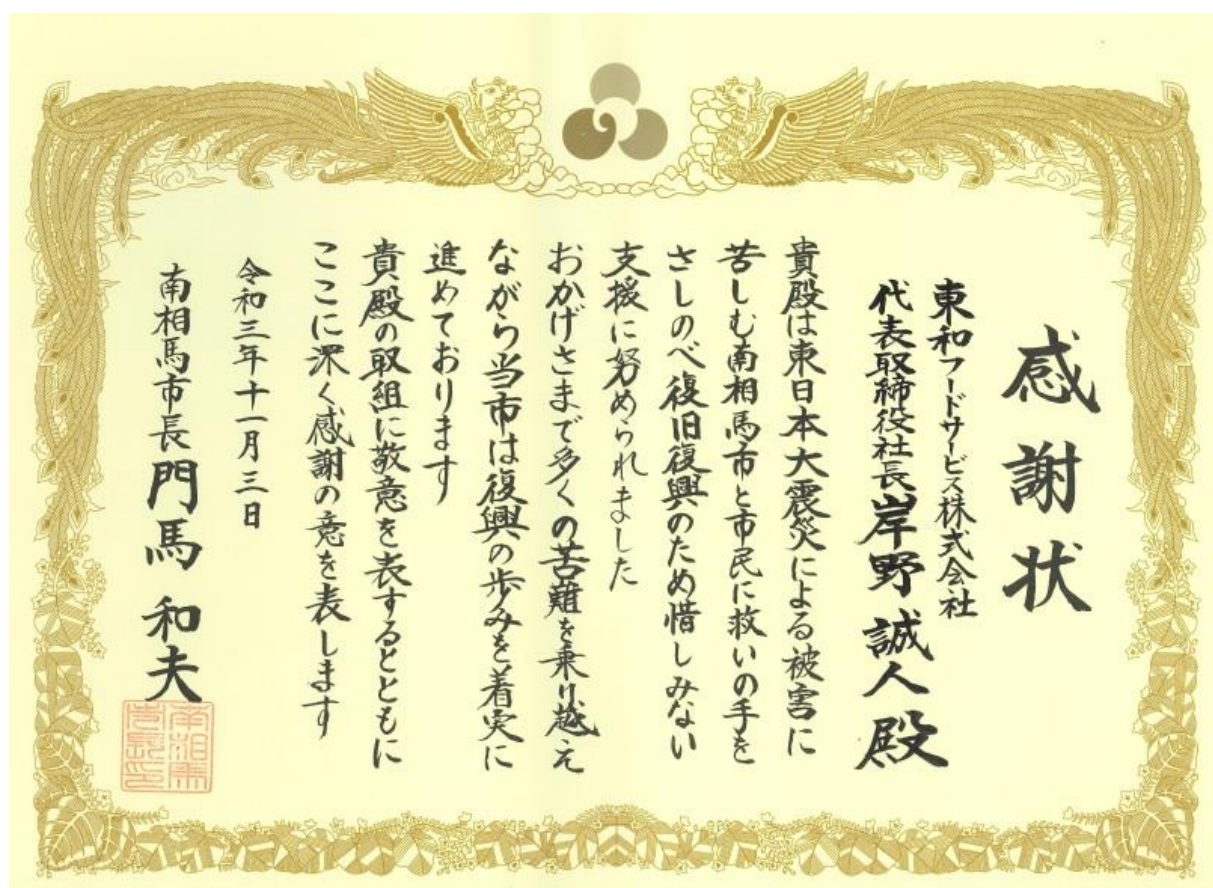 感謝状
東和フードサービス株式会社
代表取締役社長岸野誠人殿
貴殿は東日本大震災による被害に
苦しむ南相馬市と市民に救いの手を
さしのべ復旧復興のため惜しみない
支援に努められました
おかげさまで多くの苦難を乗り越え
ながら当市は復興の歩みを着実に
進めております
貴殿の取組に敬意を表するとともに
ここに深く感謝の意を表します
令和三年十一月三日
南相馬市長門馬和夫
南相馬
市長之印